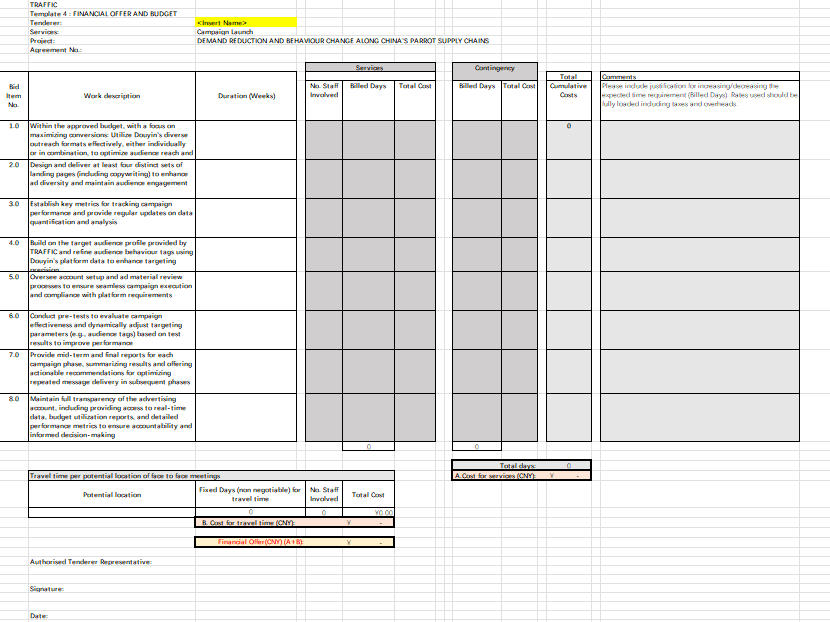 TRAFFIC
Template 4 : FINANCIAL OFFER AND BUDGET
Tenderer: <Insert Name>
Services: Campaign Launch
Project: DEMAND REDUCTION AND BEHAVIOUR CHANGE ALONG CHINA'S PARROT SUPPLY CHAINS
Agreement No.:
Services Contingency
Bid Item No.
Work description
Duration (Weeks)
No. Staff Involved
Billed Days
Total Cost
Billed Days
Total Cost
Total Cumulative Costs
Comments
Please include justification for increasing/decreasing the
expected time requirement (Billed Days). Rates used should be
fully loaded including taxes and overheads.
1.0 Within the approved budget, with a focus on 0
maximizing conversions: Utilize Douyin's diverse
outreach formats effectively, either individually
or in combination, to optimize audience reach and
2.0 Design and deliver at least four distinct sets of
landing pages (including copywriting) to enhance
ad diversity and maintain audience engagement
3.0 Establish key metrics for tracking campaign
performance and provide regular updates on data
quantification and analysis
4.0 Build on the target audience profile provided by
TRAFFIC and refine audience behaviour tags using
Douyin's platform data to enhance targeting
precision
5.0 Oversee account setup and ad material review
processes to ensure seamless campaign execution
and compliance with platform requirements
6.0 Conduct pre-tests to evaluate campaign
effectiveness and dynamically adjust targeting
parameters (e.g., audience tags) based on test
results to improve performance
7.0 Provide mid-term and final reports for each
campaign phase, summarizing results and offering
actionable recommendations for optimizing
repeated message delivery in subsequent phases
8.0 Maintain full transparency of the advertising
account, including providing access to real-time
data, budget utilization reports, and detailed
performance metrics to ensure accountability and
informed decision-making
0 0
Total days: 0
A.Cost for services (CNY): ¥ -
Travel time per potential location of face to face meetings
Potential location
Fixed Days (non negotiable) for travel time
No. Staff Involved
Total Cost
0 0 ¥0.00
B. Cost for travel time (CNY): ¥ -
Financial Offer(CNY) (A+B): ¥ -
Authorised Tenderer Representative:
Signature:
Date: